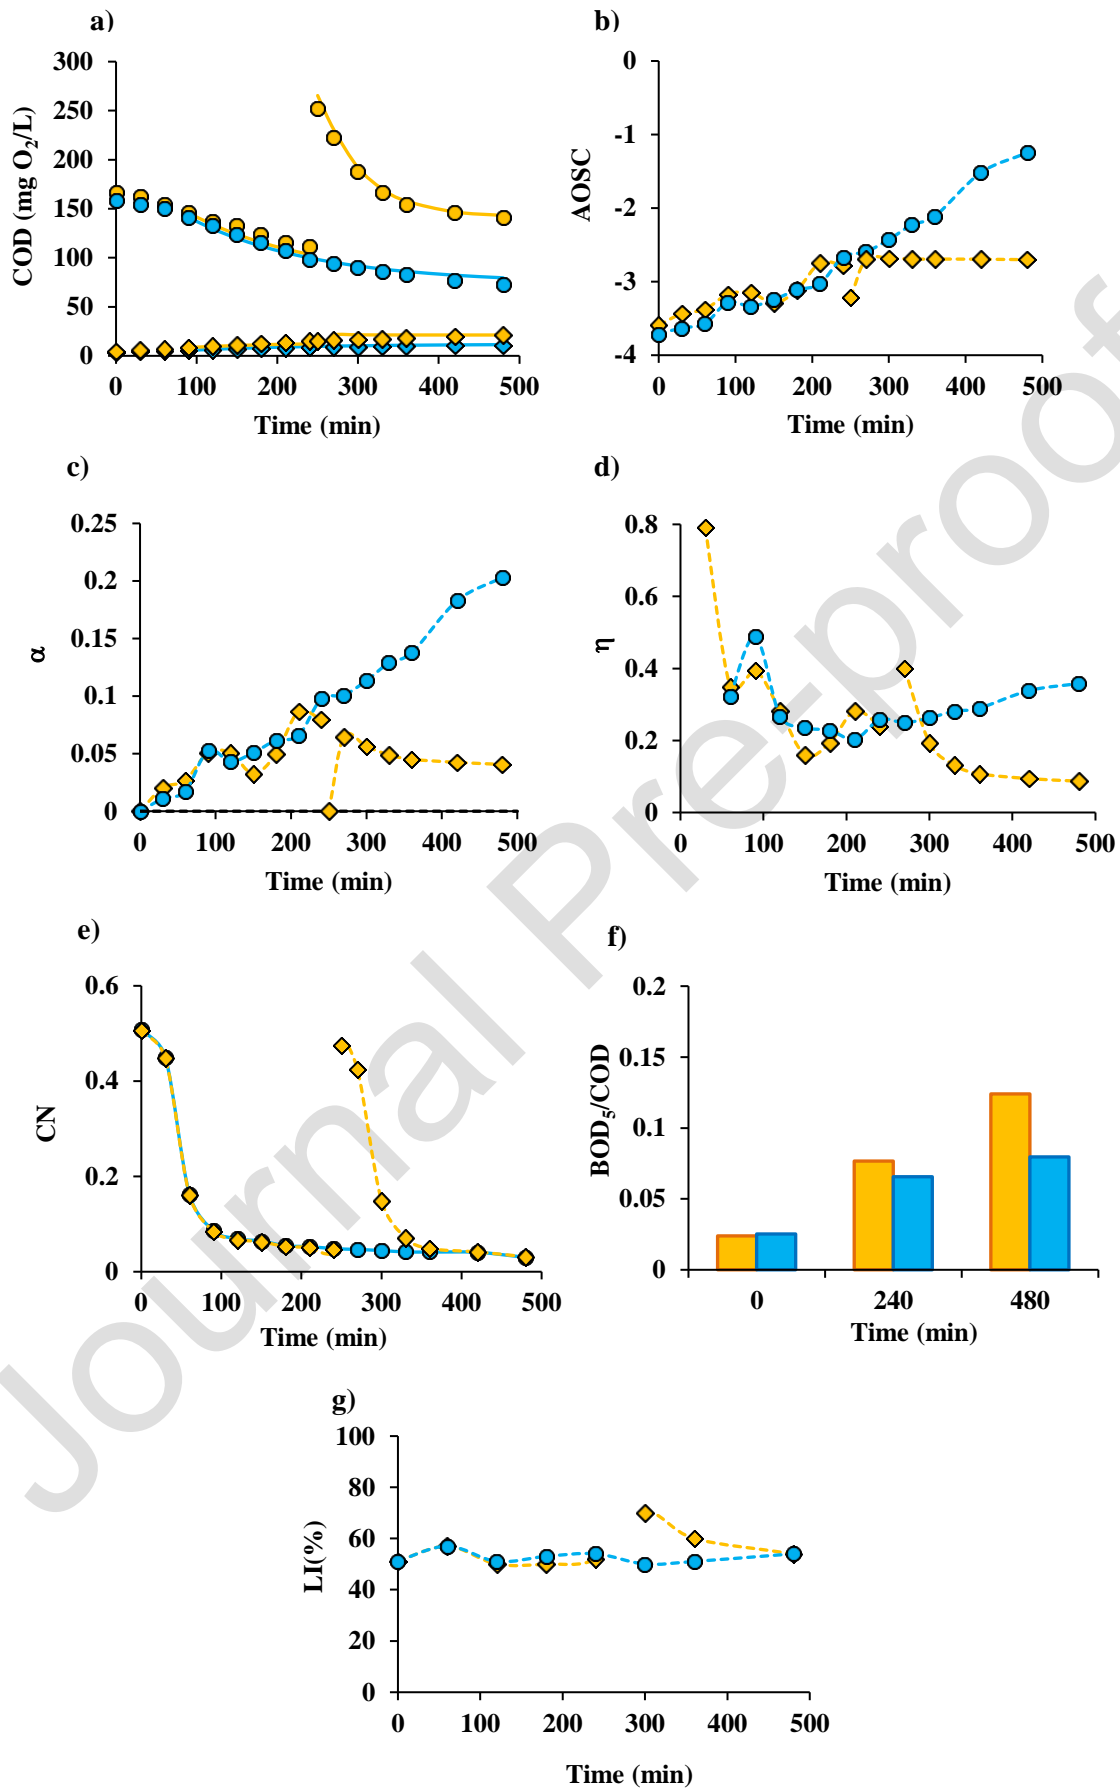 a)
300
250
200
150
100
50
0
COD (mg O₂/L)
0 100 200 300 400 500
Time (min)
b)
0
-1
-2
-3
-4
AOSC
0 100 200 300 400 500
Time (min)
c)
0.25
0.2
0.15
0.1
0.05
0
α
0 100 200 300 400 500
Time (min)
d)
0.8
0.6
0.4
0.2
0
η
0 100 200 300 400 500
Time (min)
e)
0.6
0.4
0.2
0
CN
0 100 200 300 400 500
Time (min)
f)
0.2
0.15
0.1
0.05
0
BOD₅/COD
0 240 480
Time (min)
g)
100
80
60
40
20
0
LI(%)
0 100 200 300 400 500
Time (min)
Journal Pre-proof